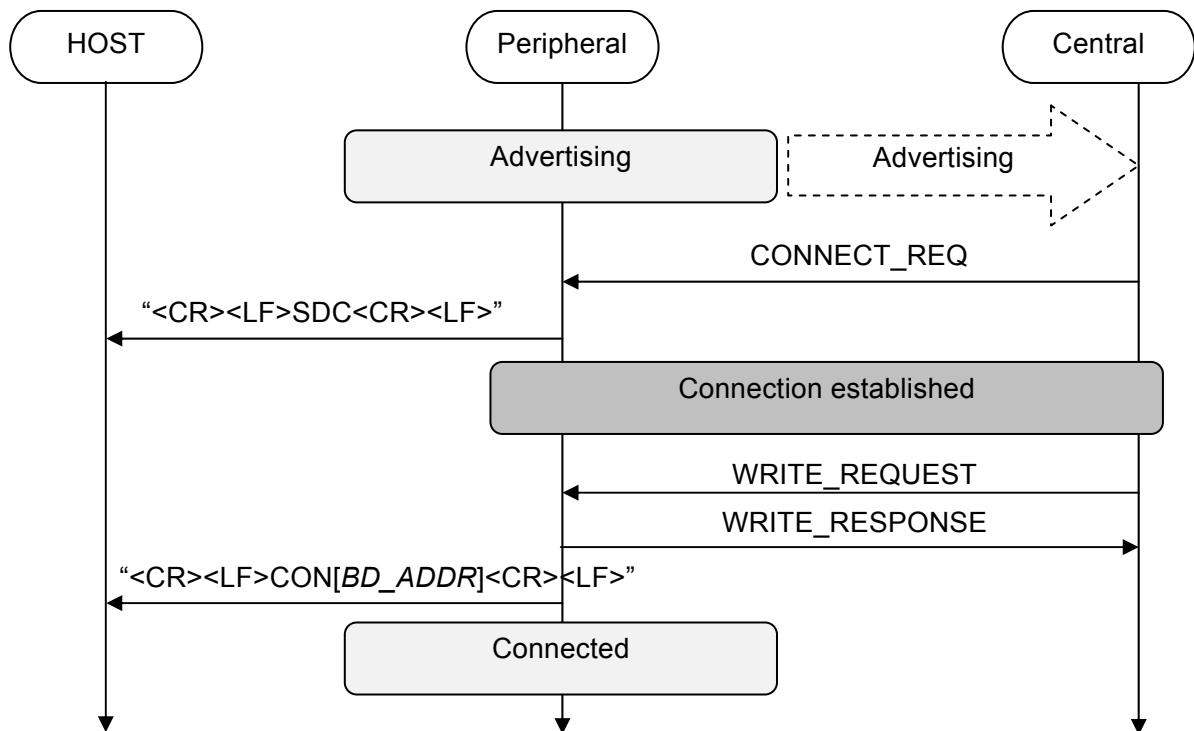 HOST
Peripheral
Central
Advertising
Advertising
CONNECT_REQ
“<CR><LF>SDC<CR><LF>”
Connection established
WRITE_REQUEST
WRITE_RESPONSE
“<CR><LF>CON[BD_ADDR]<CR><LF>”
Connected